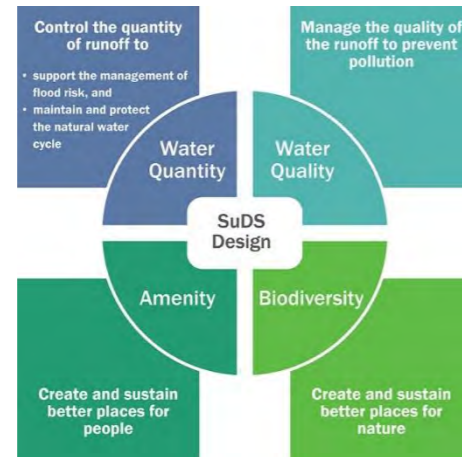 Control the quantity
of runoff to
• support the management of
flood risk, and
• maintain and protect
the natural water
cycle
Manage the quality of
the runoff to prevent
pollution
Water
Quantity
Water
Quality
SuDS
Design
Amenity
Biodiversity
Create and sustain
better places for
people
Create and sustain
better places for
nature